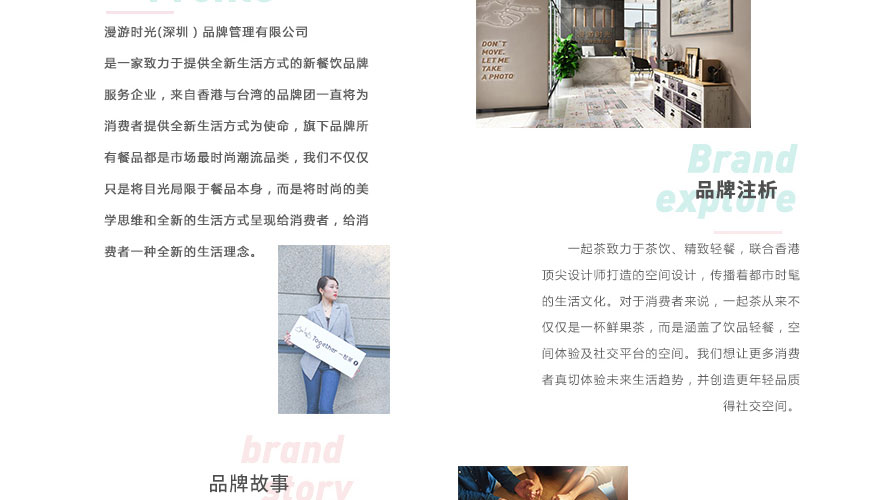 漫游时光(深圳）品牌管理有限公司
是一家致力于提供全新生活方式的新餐饮品牌
服务企业，来自香港与台湾的品牌团一直将为
消费者提供全新生活方式为使命，旗下品牌所
有餐品都是市场最时尚潮流品类，我们不仅仅
只是将目光局限于餐品本身，而是将时尚的美
学思维和全新的生活方式呈现给消费者，给消
费者一种全新的生活理念。
Together 一起茶
brand
story
品牌故事
DON'T
MOVE,
LET ME
TAKE
A PHOTO
Brand
explore
品牌注析
一起茶致力于茶饮、精致轻餐，联合香港
顶尖设计师打造的空间设计，传播着都市时髦
的生活文化。对于消费者来说，一起茶从来不
仅仅是一杯鲜果茶，而是涵盖了饮品轻餐，空
间体验及社交平台的空间。我们想让更多消费
者真切体验未来生活趋势，并创造更年轻品质
得社交空间。